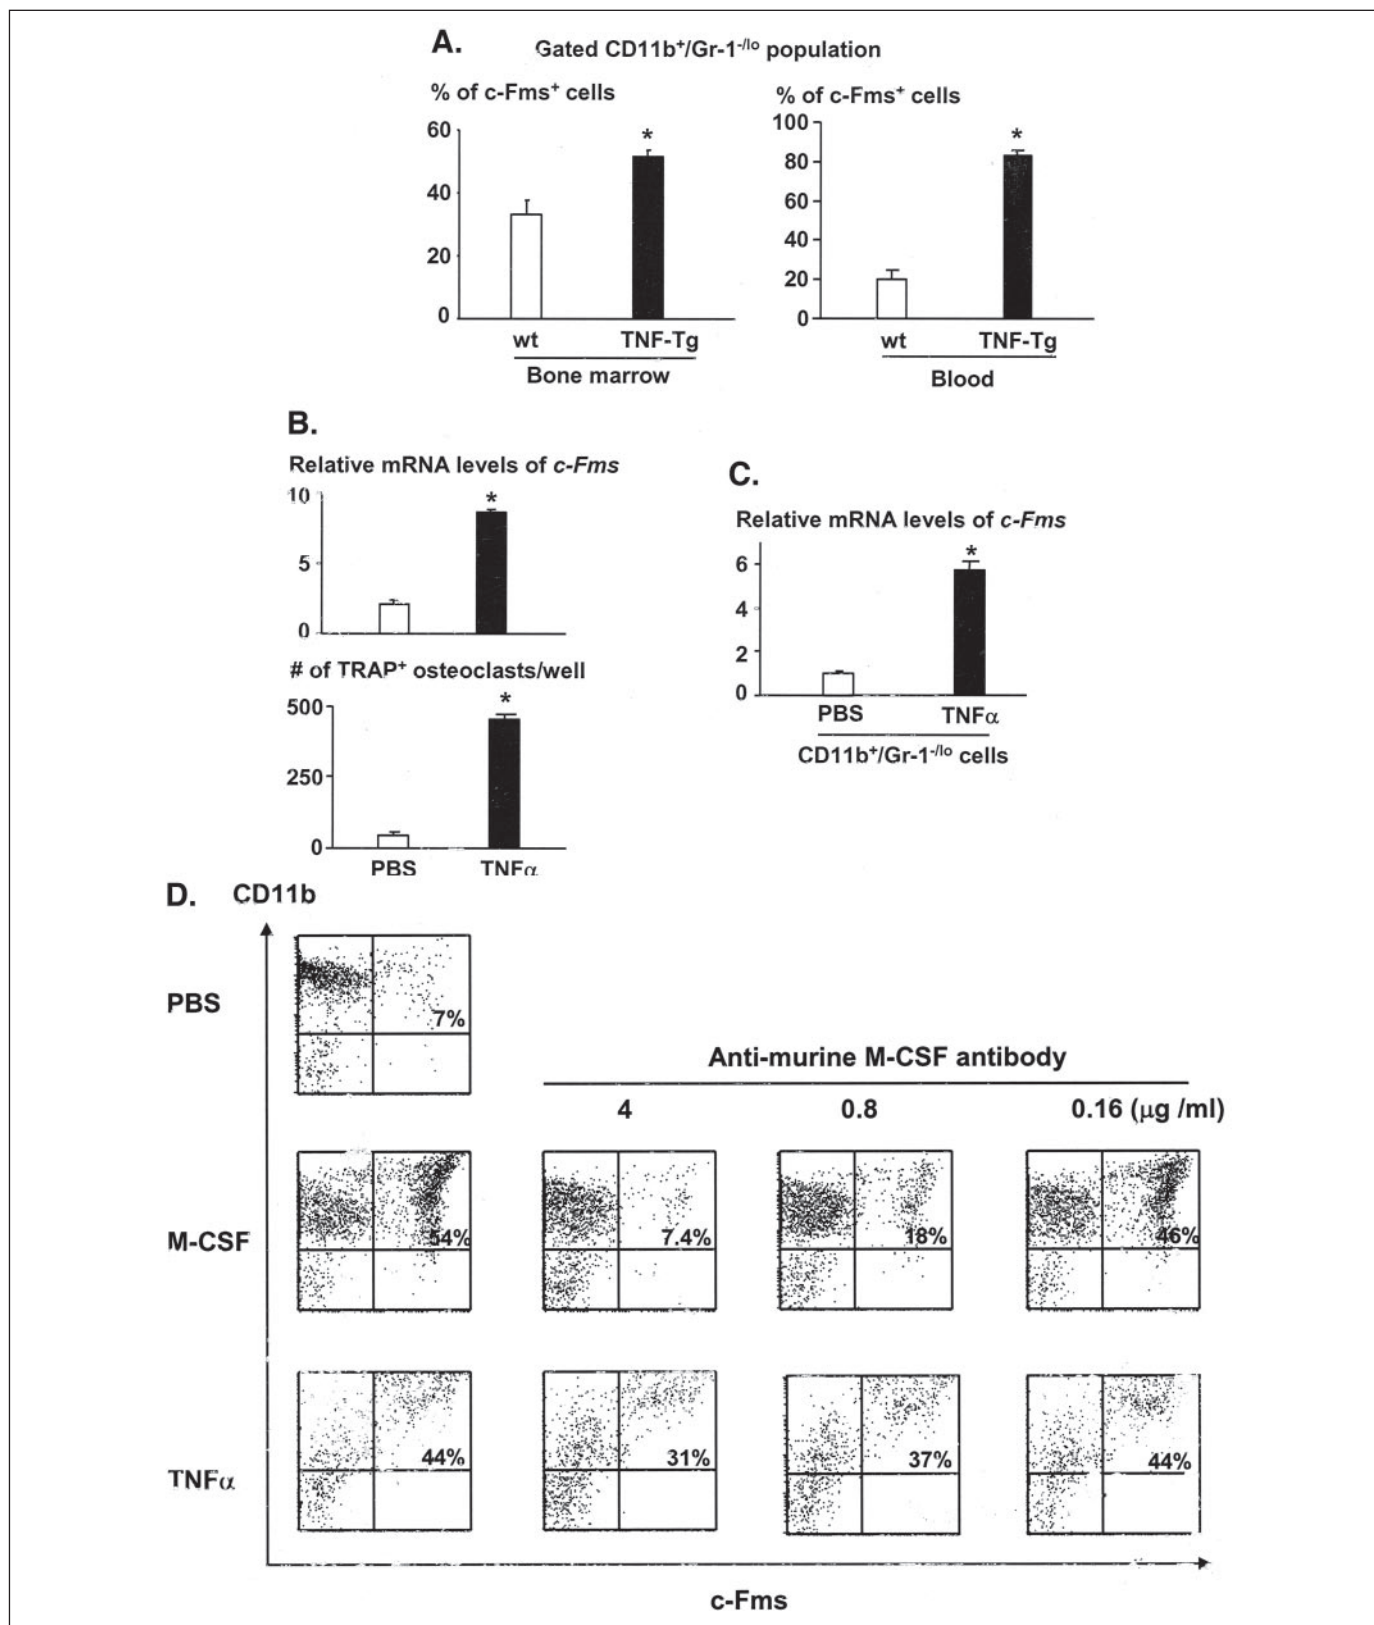 A. Gated CD11b⁺/Gr-1⁻/ˡᵒ population
% of c-Fms⁺ cells
60
40
20
0
wt TNF-Tg
Bone marrow
% of c-Fms⁺ cells
100
80
60
40
20
0
wt TNF-Tg
Blood
B.
Relative mRNA levels of c-Fms
10
5
0
*
# of TRAP⁺ osteoclasts/well
500
250
0
*
PBS TNFα
C.
Relative mRNA levels of c-Fms
6
4
2
0
*
PBS TNFα
CD11b⁺/Gr-1⁻/ˡᵒ cells
D. CD11b
PBS
7%
Anti-murine M-CSF antibody
4 0.8 0.16 (μg /ml)
M-CSF
54% 7.4% 18% 46%
TNFα
44% 31% 37% 44%
c-Fms